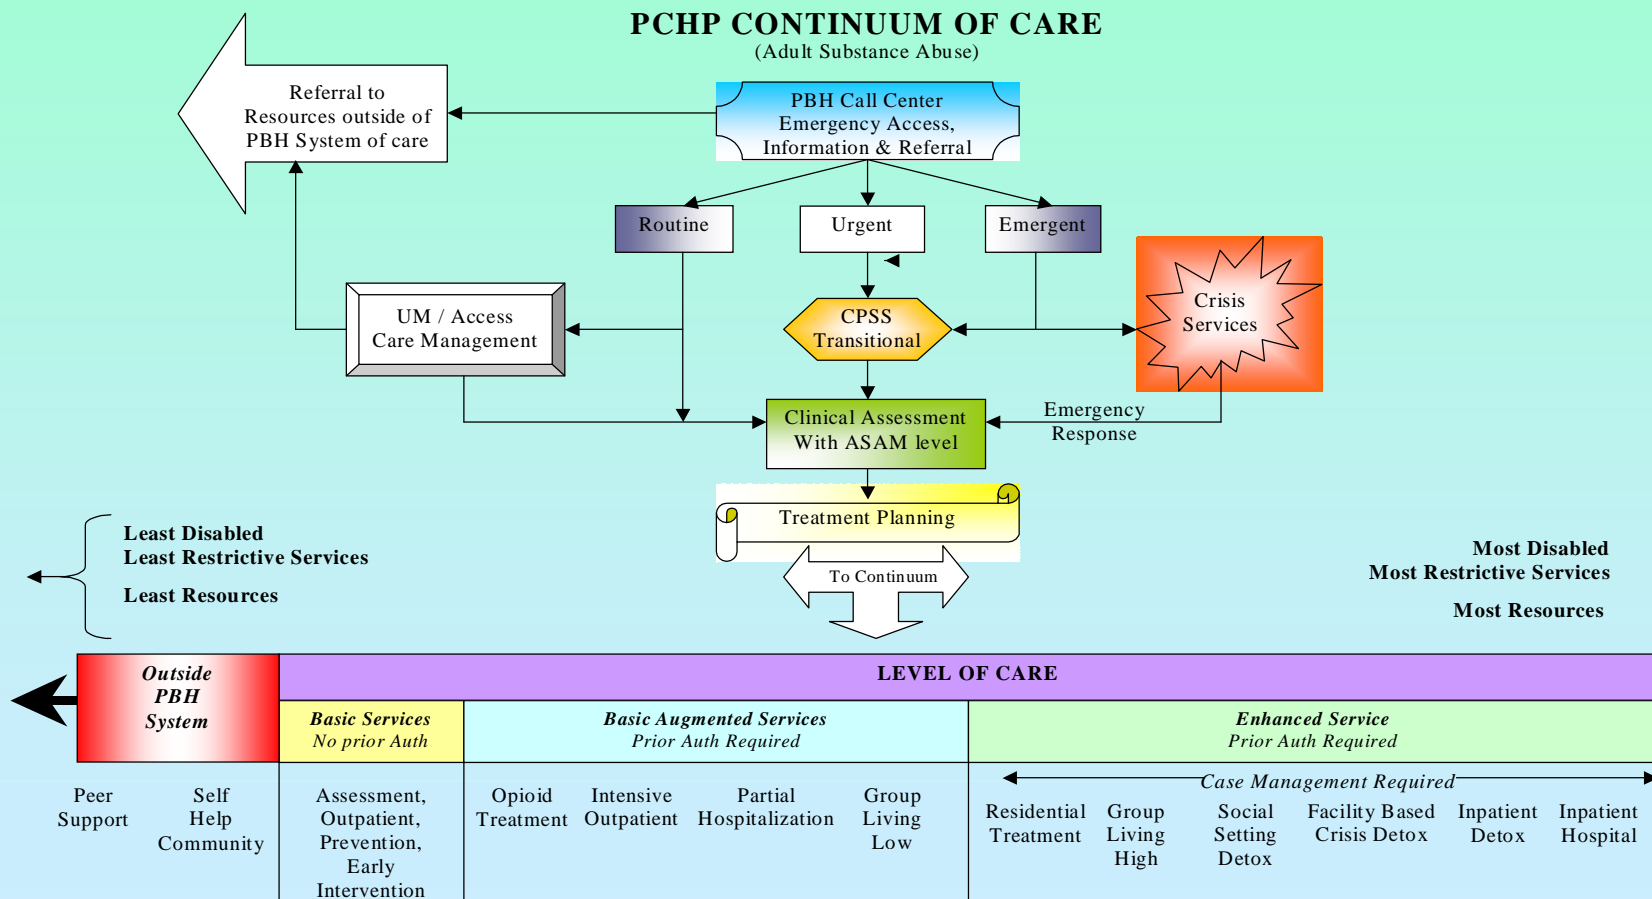 PCHP CONTINUUM OF CARE
(Adult Substance Abuse)
Referral to
Resources outside of
PBH System of care
PBH Call Center
Emergency Access,
Information & Referral
Routine
Urgent
Emergent
UM / Access
Care Management
CPSS
Transitional
Crisis
Services
Clinical Assessment
With ASAM level
Emergency
Response
Treatment Planning
To Continuum
Least Disabled
Least Restrictive Services
Least Resources
Most Disabled
Most Restrictive Services
Most Resources
Outside
PBH
System
LEVEL OF CARE
Basic Services
No prior Auth
Basic Augmented Services
Prior Auth Required
Enhanced Service
Prior Auth Required
Case Management Required
Peer
Support
Self
Help
Community
Assessment,
Outpatient,
Prevention,
Early
Intervention
Opioid
Treatment
Intensive
Outpatient
Partial
Hospitalization
Group
Living
Low
Residential
Treatment
Group
Living
High
Social
Setting
Detox
Facility Based
Crisis Detox
Inpatient
Detox
Inpatient
Hospital